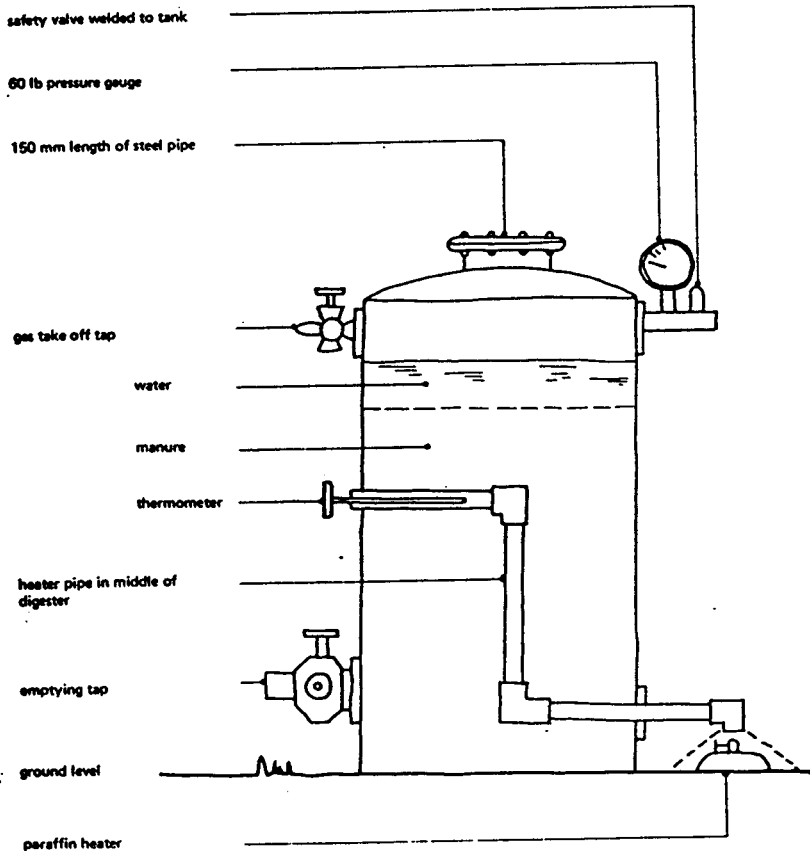 safety valve welded to tank
60 lb pressure gauge
150 mm length of steel pipe
gas take off tap
water
manure
thermometer
heater pipe in middle of
digester
emptying tap
ground level
paraffin heater